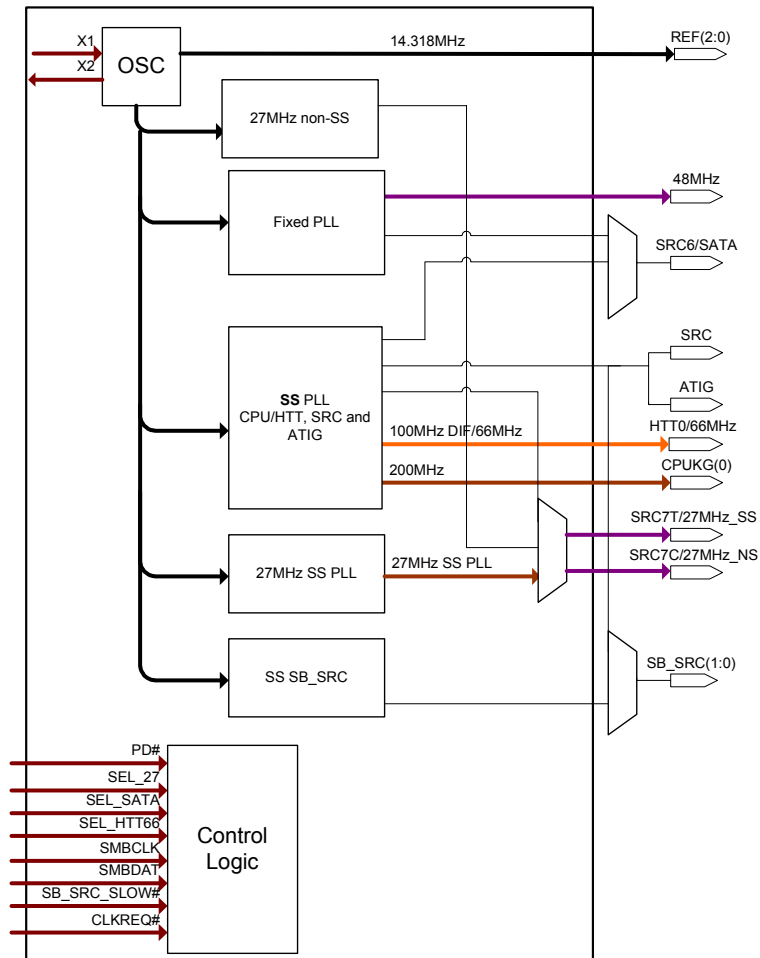 X1
X2
OSC
14.318MHz
REF(2:0)
27MHz non-SS
48MHz
Fixed PLL
SRC6/SATA
SRC
ATIG
SS PLL
CPU/HTT, SRC and
ATIG
100MHz DIF/66MHz
HTT0/66MHz
200MHz
CPUKG(0)
SRC7T/27MHz_SS
SRC7C/27MHz_NS
27MHz SS PLL
27MHz SS PLL
SS SB_SRC
SB_SRC(1:0)
PD#
SEL_27
SEL_SATA
SEL_HTT66
SMBCLK
SMBDAT
SB_SRC_SLOW#
CLKREQ#
Control
Logic